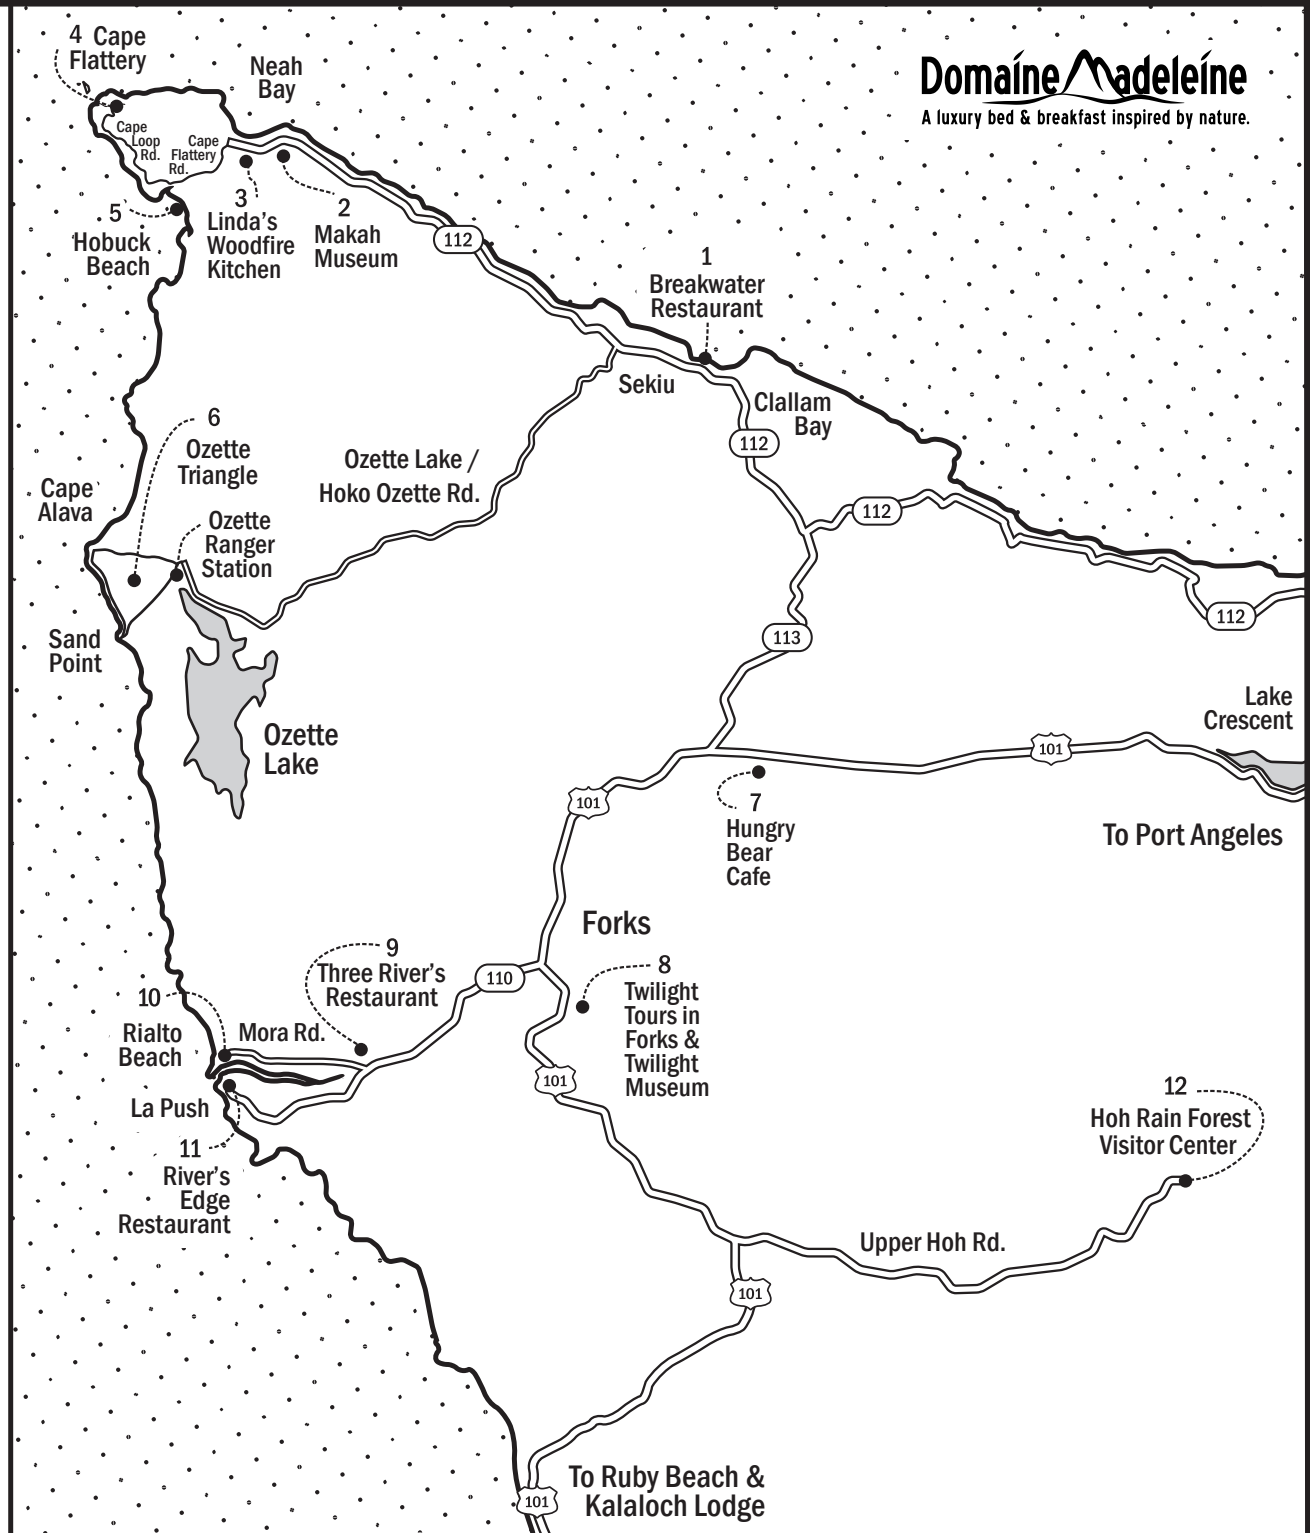 4 Cape
Flattery
Neah
Bay
Domaine Madeleine
A luxury bed & breakfast inspired by nature.
Cape
Loop
Rd.
Cape
Flattery
Rd.
3
Linda's
Woodfire
Kitchen
2
Makah
Museum
5
Hobuck
Beach
112
1
Breakwater
Restaurant
Sekiu
Clallam
Bay
112
6
Ozette
Triangle
Ozette Lake /
Hoko Ozette Rd.
Cape
Alava
Ozette
Ranger
Station
112
112
Sand
Point
113
Ozette
Lake
Lake
Crescent
101
101
7
Hungry
Bear
Cafe
To Port Angeles
Forks
9
Three River's
Restaurant
110
8
Twilight
Tours in
Forks &
Twilight
Museum
10
Rialto
Beach
Mora Rd.
101
La Push
11
River's
Edge
Restaurant
12
Hoh Rain Forest
Visitor Center
Upper Hoh Rd.
101
To Ruby Beach &
Kalaloch Lodge
101